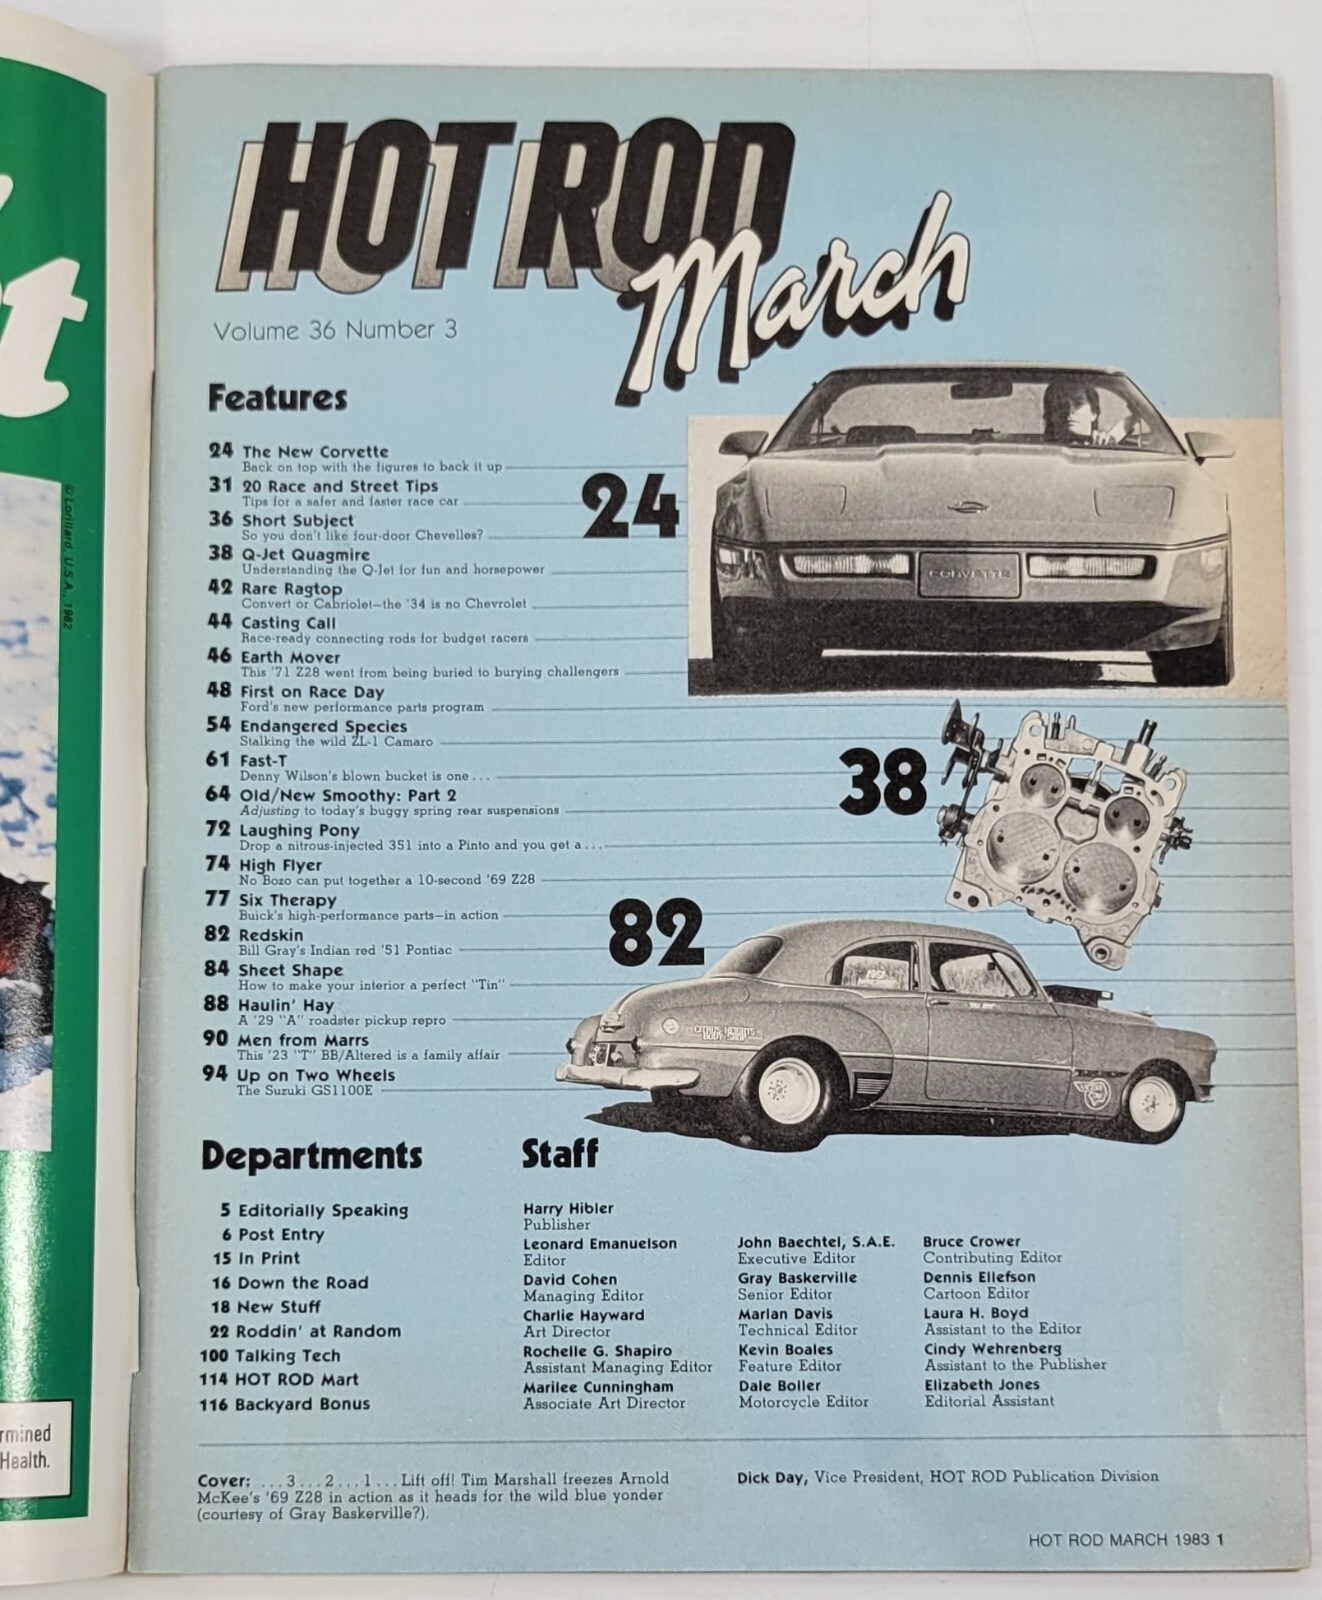 HOT ROD
March
Volume 36 Number 3
Features
24 The New Corvette
Back on top with the figures to back it up
31 20 Race and Street Tips
Tips for a safer and faster race car
36 Short Subject
So you don't like four-door Chevelles?
38 Q-Jet Quagmire
Understanding the Q-Jet for fun and horsepower
42 Rare Ragtop
Convert or Cabriolet—the '34 is no Chevrolet
44 Casting Call
Race-ready connecting rods for budget racers
46 Earth Mover
This '71 Z28 went from being buried to burying challengers
48 First on Race Day
Ford's new performance parts program
54 Endangered Species
Stalking the wild ZL-1 Camaro
61 Fast-T
Denny Wilson's blown bucket is one . . .
64 Old/New Smoothy: Part 2
Adjusting to today's buggy spring rear suspensions
72 Laughing Pony
Drop a nitrous-injected 351 into a Pinto and you get a . . .
74 High Flyer
No Bozo can put together a 10-second '69 Z28
77 Six Therapy
Buick's high-performance parts—in action
82 Redskin
Bill Gray's Indian red '51 Pontiac
84 Sheet Shape
How to make your interior a perfect "Tin"
88 Haulin' Hay
A '29 "A" roadster pickup repro
90 Men from Marrs
This '23 "T" BB/Altered is a family affair
94 Up on Two Wheels
The Suzuki GS1100E
24
CORVETTE
38
82
1951
CITRUS HEIGHTS
BODY SHOP
Departments
5 Editorially Speaking
6 Post Entry
15 In Print
16 Down the Road
18 New Stuff
22 Roddin' at Random
100 Talking Tech
114 HOT ROD Mart
116 Backyard Bonus
Staff
Harry Hibler
Publisher
Leonard Emanuelson
Editor
David Cohen
Managing Editor
Charlie Hayward
Art Director
Rochelle G. Shapiro
Assistant Managing Editor
Marilee Cunningham
Associate Art Director
John Baechtel, S.A.E.
Executive Editor
Gray Baskerville
Senior Editor
Marlan Davis
Technical Editor
Kevin Boales
Feature Editor
Dale Boller
Motorcycle Editor
Bruce Crower
Contributing Editor
Dennis Ellefson
Cartoon Editor
Laura H. Boyd
Assistant to the Editor
Cindy Wehrenberg
Assistant to the Publisher
Elizabeth Jones
Editorial Assistant
Cover: . . . 3 . . . 2 . . . 1 . . . Lift off! Tim Marshall freezes Arnold
McKee's '69 Z28 in action as it heads for the wild blue yonder
(courtesy of Gray Baskerville?).
Dick Day, Vice President, HOT ROD Publication Division
HOT ROD MARCH 1983 1
t
© Lorillard, U.S.A., 1982
rmined
Health.